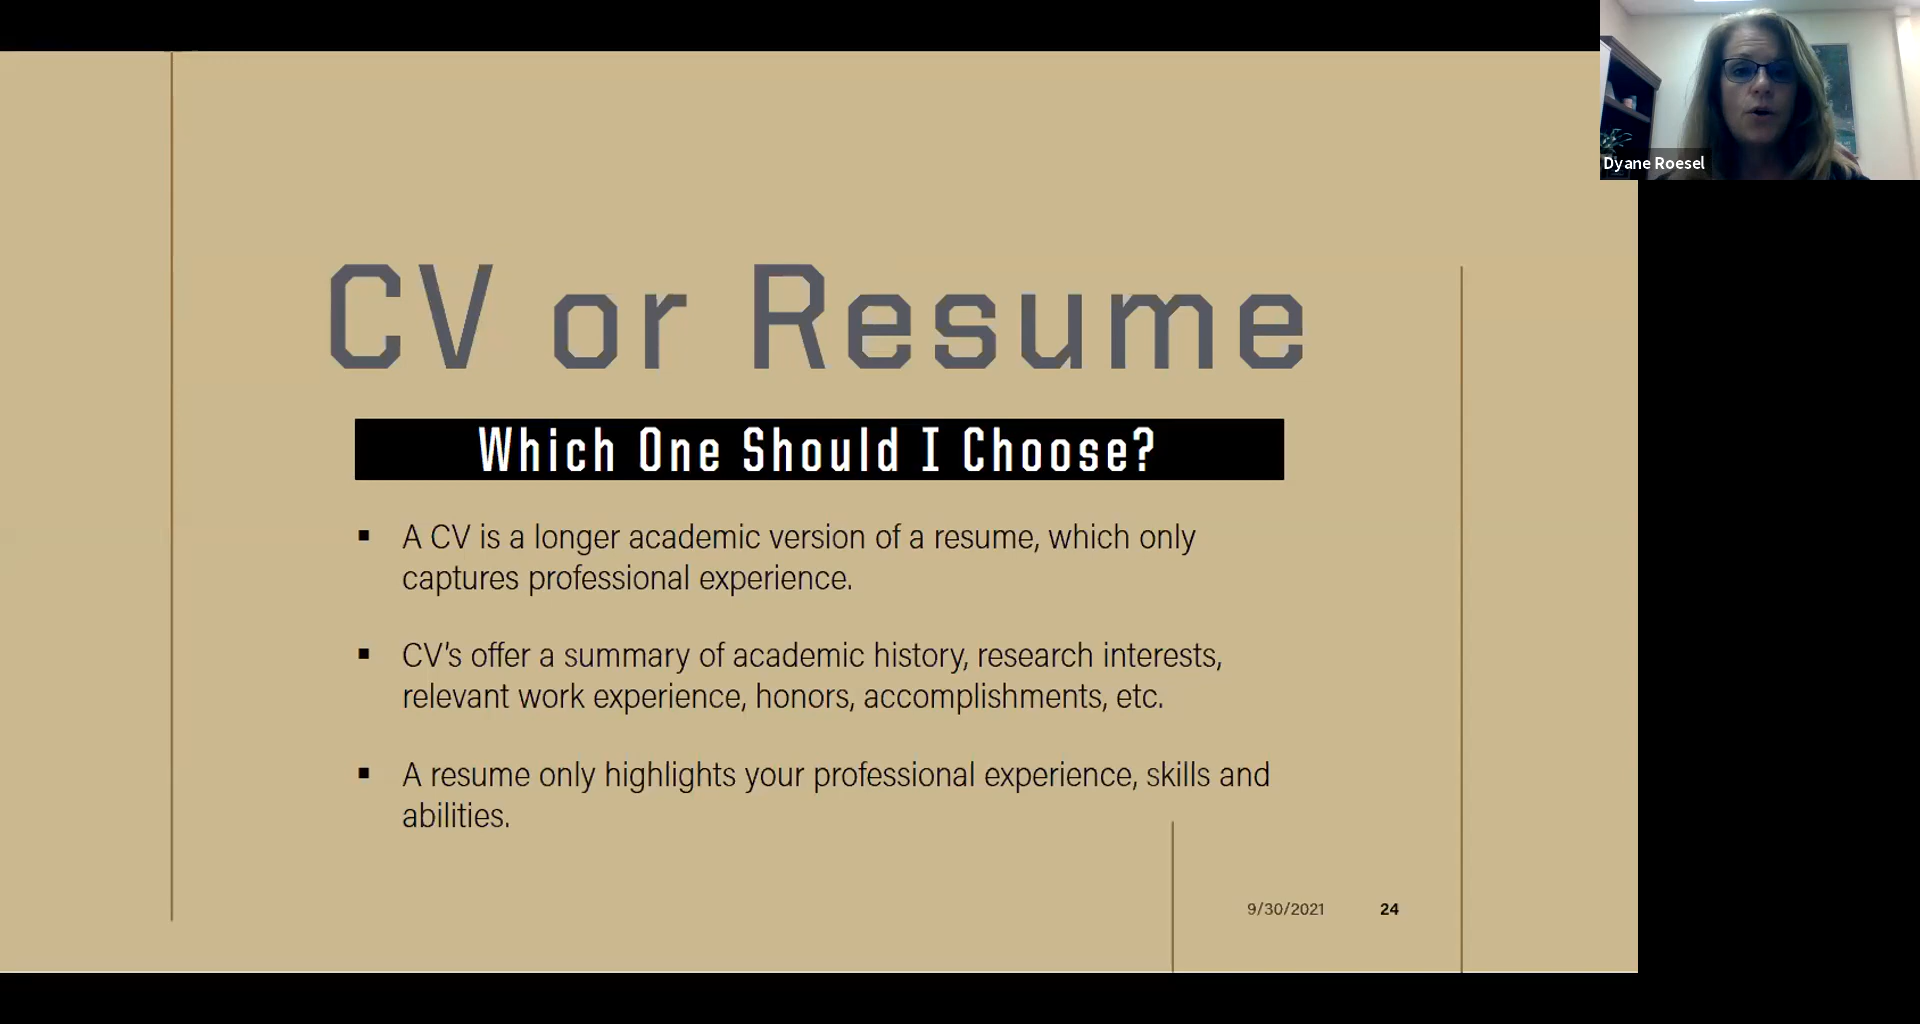 Dyane Roesel
CV or Resume
Which One Should I Choose?
▪ A CV is a longer academic version of a resume, which only
captures professional experience.
▪ CV's offer a summary of academic history, research interests,
relevant work experience, honors, accomplishments, etc.
▪ A resume only highlights your professional experience, skills and
abilities.
9/30/2021 24